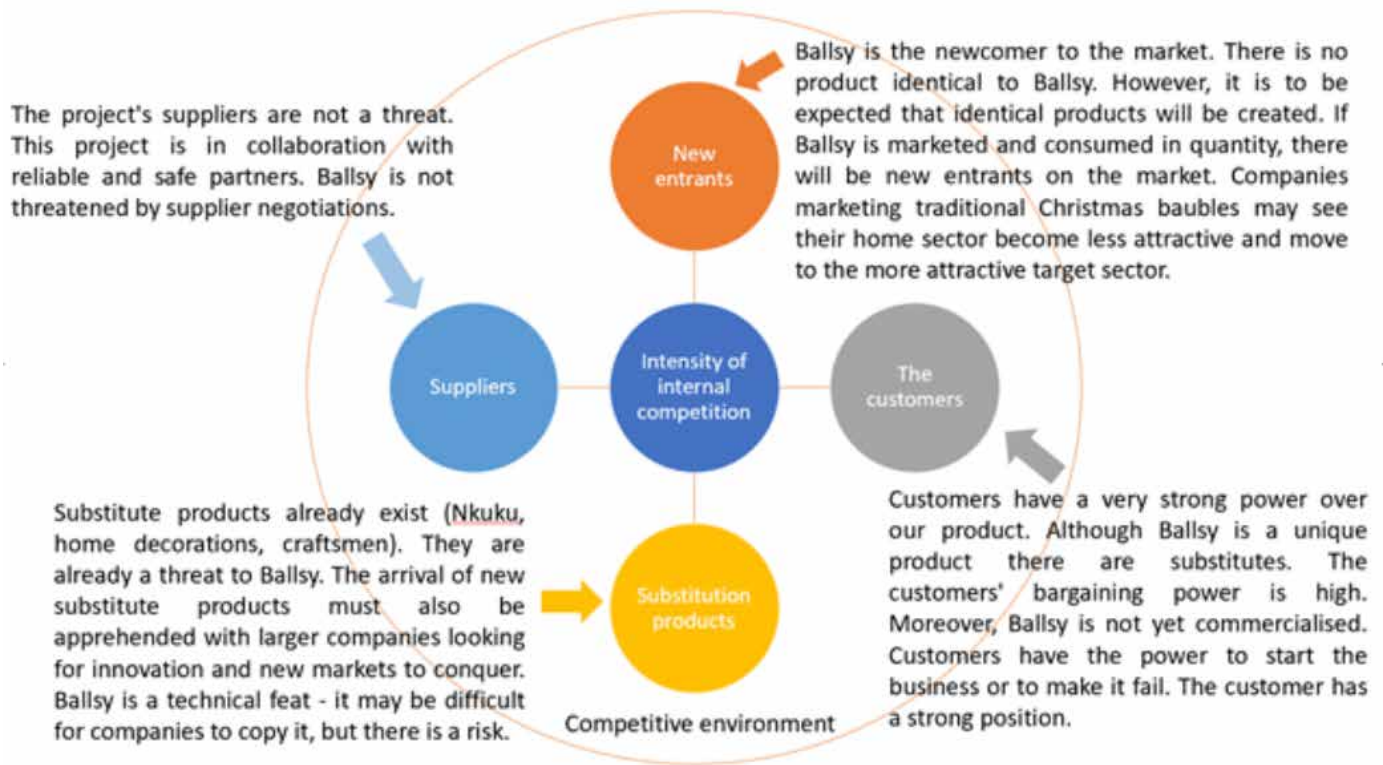 Ballsy is the newcomer to the market. There is no
product identical to Ballsy. However, it is to be
expected that identical products will be created. If
Ballsy is marketed and consumed in quantity, there
will be new entrants on the market. Companies
marketing traditional Christmas baubles may see
their home sector become less attractive and move
to the more attractive target sector.
The project's suppliers are not a threat.
This project is in collaboration with
reliable and safe partners. Ballsy is not
threatened by supplier negotiations.
New
entrants
Suppliers
Intensity of
internal
competition
The
customers
Substitute products already exist (Nkuku,
home decorations, craftsmen). They are
already a threat to Ballsy. The arrival of new
substitute products must also be
apprehended with larger companies looking
for innovation and new markets to conquer.
Ballsy is a technical feat - it may be difficult
for companies to copy it, but there is a risk.
Substitution
products
Customers have a very strong power over
our product. Although Ballsy is a unique
product there are substitutes. The
customers' bargaining power is high.
Moreover, Ballsy is not yet commercialised.
Customers have the power to start the
business or to make it fail. The customer has
a strong position.
Competitive environment